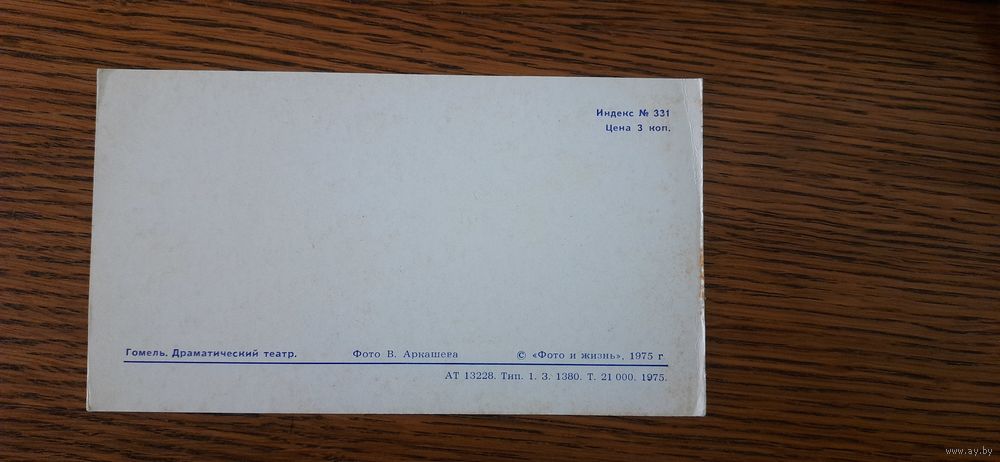 Индекс № 331
Цена 3 коп.
Гомель. Драматический театр. Фото В. Аркашева © «Фото и жизнь», 1975 г.
АТ 13228. Тип. 1. З. 1380. Т. 21 000. 1975.
www.ay.by